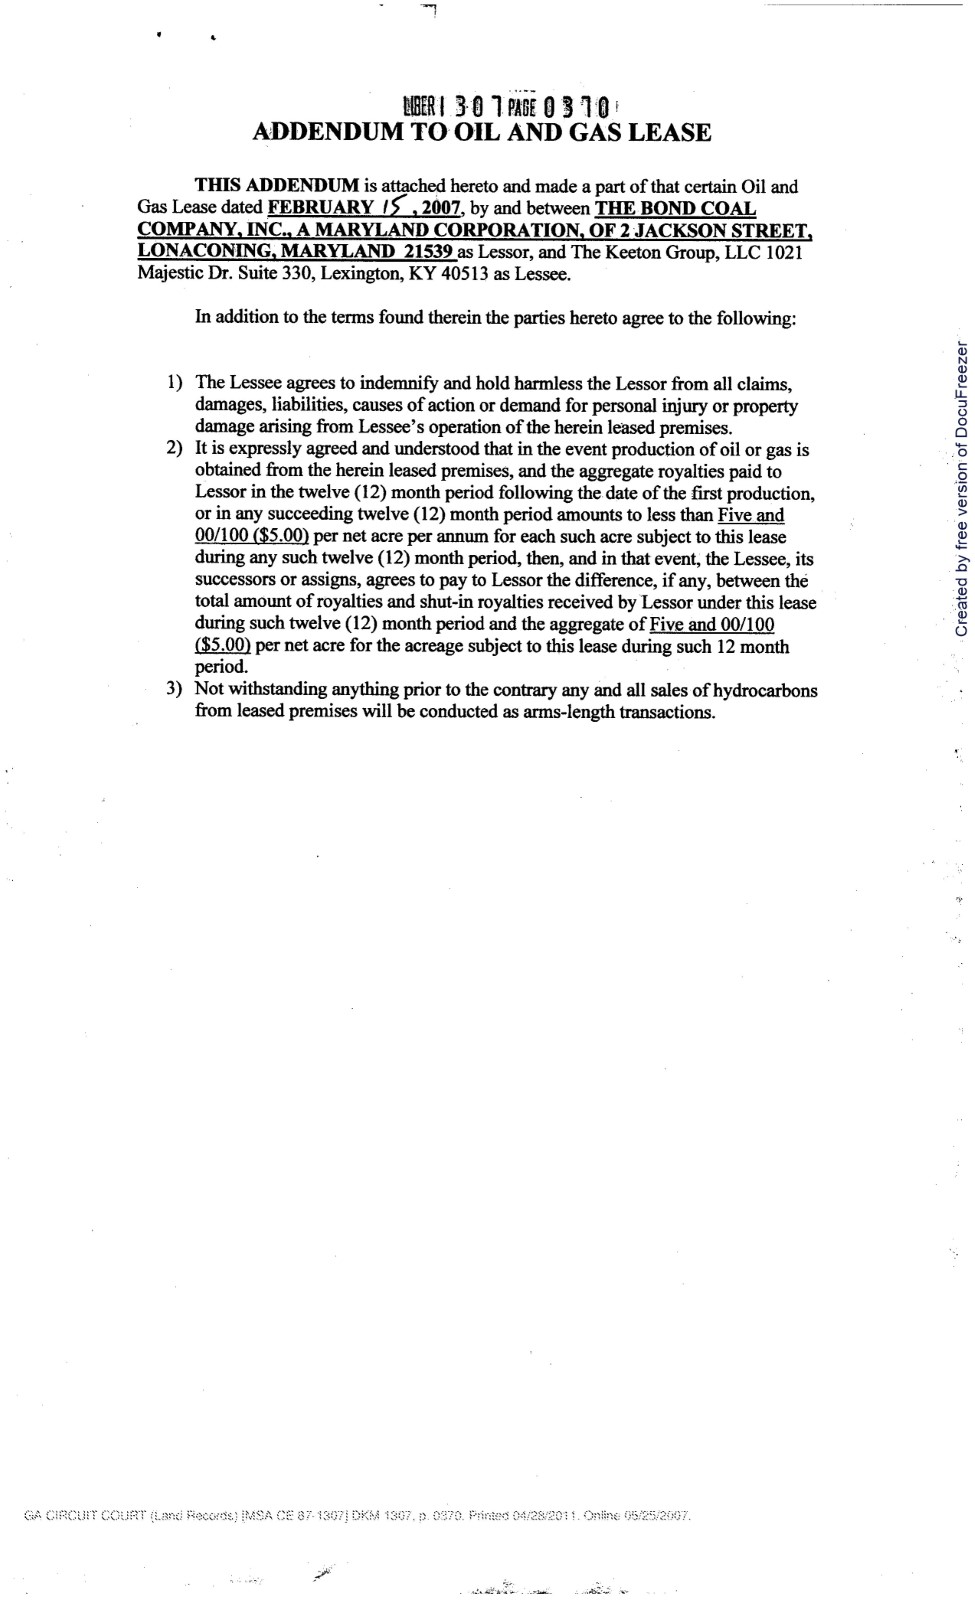 LIBER 1307 PAGE 0370
ADDENDUM TO OIL AND GAS LEASE
THIS ADDENDUM is attached hereto and made a part of that certain Oil and
Gas Lease dated FEBRUARY 15, 2007, by and between THE BOND COAL
COMPANY, INC., A MARYLAND CORPORATION, OF 2 JACKSON STREET,
LONACONING, MARYLAND 21539 as Lessor, and The Keeton Group, LLC 1021
Majestic Dr. Suite 330, Lexington, KY 40513 as Lessee.
In addition to the terms found therein the parties hereto agree to the following:
1) The Lessee agrees to indemnify and hold harmless the Lessor from all claims,
damages, liabilities, causes of action or demand for personal injury or property
damage arising from Lessee's operation of the herein leased premises.
2) It is expressly agreed and understood that in the event production of oil or gas is
obtained from the herein leased premises, and the aggregate royalties paid to
Lessor in the twelve (12) month period following the date of the first production,
or in any succeeding twelve (12) month period amounts to less than Five and
00/100 ($5.00) per net acre per annum for each such acre subject to this lease
during any such twelve (12) month period, then, and in that event, the Lessee, its
successors or assigns, agrees to pay to Lessor the difference, if any, between the
total amount of royalties and shut-in royalties received by Lessor under this lease
during such twelve (12) month period and the aggregate of Five and 00/100
($5.00) per net acre for the acreage subject to this lease during such 12 month
period.
3) Not withstanding anything prior to the contrary any and all sales of hydrocarbons
from leased premises will be conducted as arms-length transactions.
Created by free version of DocuFreezer
GA CIRCUIT COURT (Land Records) [MSA CE 87-1307] DKM 1307, p. 0370. Printed 04/28/2011. Online 05/25/2007.